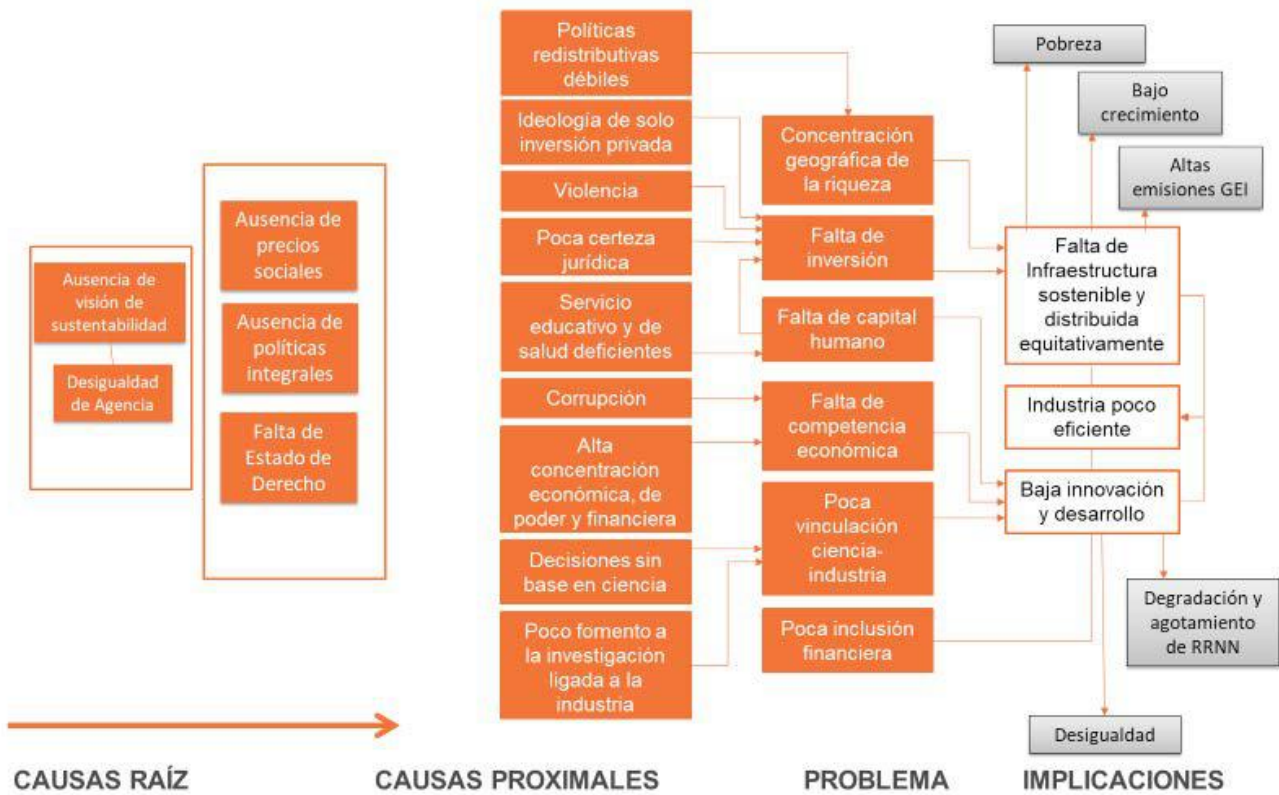 Ausencia de
visión de
sustentabilidad
Desigualdad
de Agencia
Ausencia de
precios
sociales
Ausencia de
políticas
integrales
Falta de
Estado de
Derecho
Políticas
redistributivas
débiles
Ideología de solo
inversión privada
Violencia
Poca certeza
jurídica
Servicio
educativo y de
salud deficientes
Corrupción
Alta
concentración
económica, de
poder y financiera
Decisiones sin
base en ciencia
Poco fomento a
la investigación
ligada a la
industria
Concentración
geográfica de
la riqueza
Falta de
inversión
Falta de capital
humano
Falta de
competencia
económica
Poca
vinculación
ciencia-
industria
Poca inclusión
financiera
Pobreza
Bajo
crecimiento
Altas
emisiones GEI
Falta de
Infraestructura
sostenible y
distribuida
equitativamente
Industria poco
eficiente
Baja innovación
y desarrollo
Degradación y
agotamiento
de RRNN
Desigualdad
CAUSAS RAÍZ
CAUSAS PROXIMALES
PROBLEMA
IMPLICACIONES